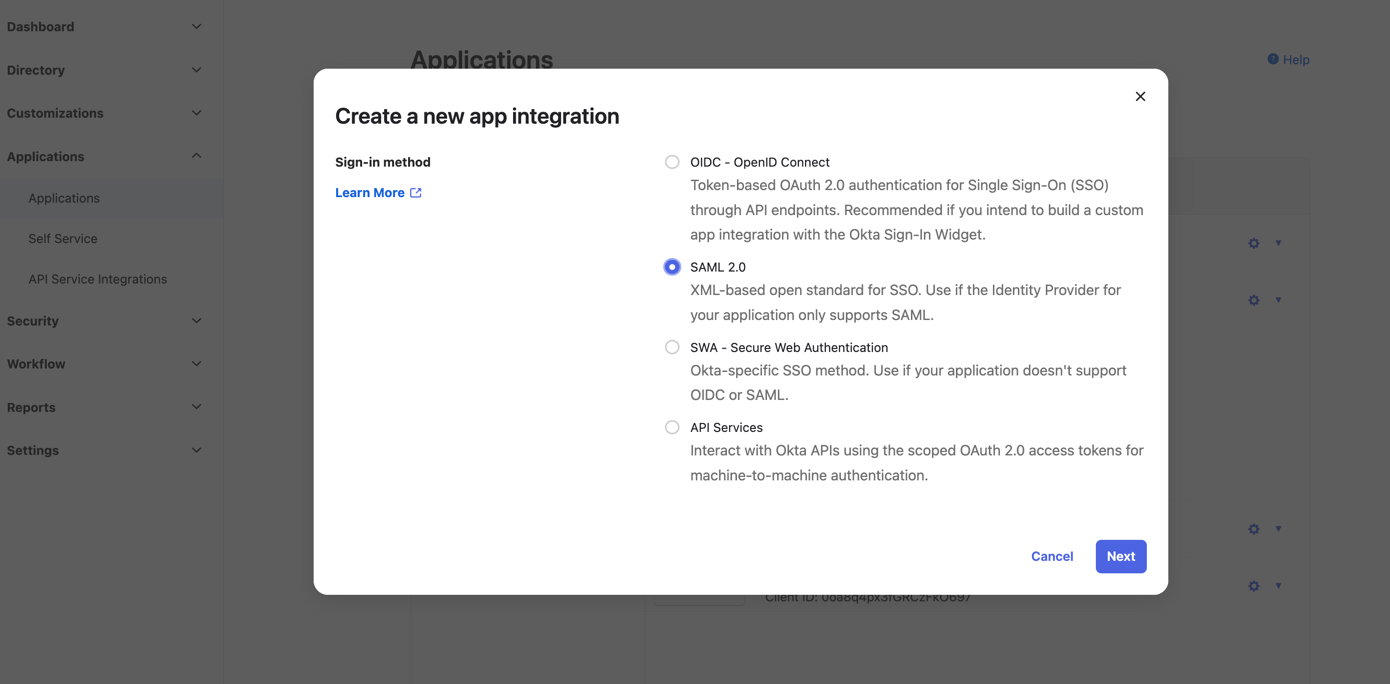 Dashboard
Directory
Customizations
Applications
Applications
Self Service
API Service Integrations
Security
Workflow
Reports
Settings
Applications
Help
Create a new app integration
Sign-in method
Learn More
OIDC - OpenID Connect
Token-based OAuth 2.0 authentication for Single Sign-On (SSO)
through API endpoints. Recommended if you intend to build a custom
app integration with the Okta Sign-In Widget.
SAML 2.0
XML-based open standard for SSO. Use if the Identity Provider for
your application only supports SAML.
SWA - Secure Web Authentication
Okta-specific SSO method. Use if your application doesn't support
OIDC or SAML.
API Services
Interact with Okta APIs using the scoped OAuth 2.0 access tokens for
machine-to-machine authentication.
Cancel
Next
Client ID: